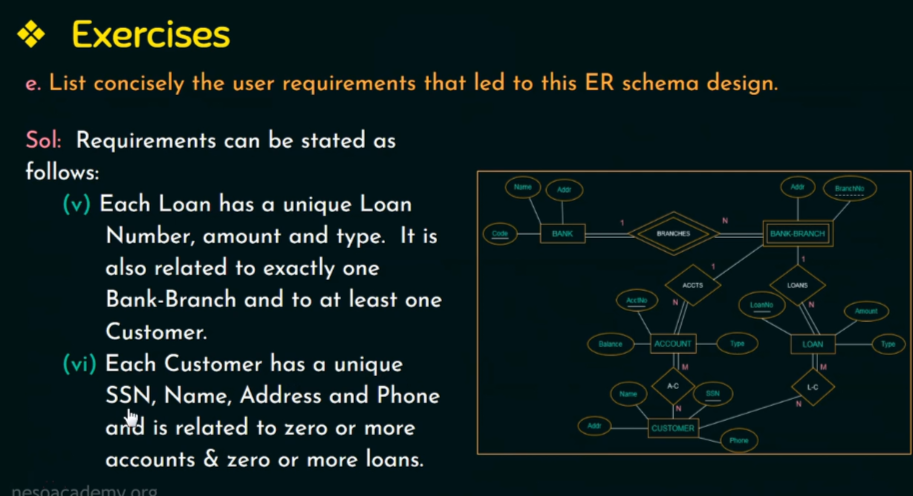 ❖ Exercises
e. List concisely the user requirements that led to this ER schema design.
Sol: Requirements can be stated as
follows:
(v) Each Loan has a unique Loan
Number, amount and type. It is
also related to exactly one
Bank-Branch and to at least one
Customer.
(vi) Each Customer has a unique
SSN, Name, Address and Phone
and is related to zero or more
accounts & zero or more loans.
Name
Addr
Addr
BranchNo
Code
BANK
1
BRANCHES
N
BANK-BRANCH
1
1
ACCTS
LOANS
AcctNo
N
LoanNo
N
Amount
Balance
ACCOUNT
Type
LOAN
Type
M
M
Name
A-C
SSN
L-C
N
N
Addr
CUSTOMER
Phone
nesoacademy.org